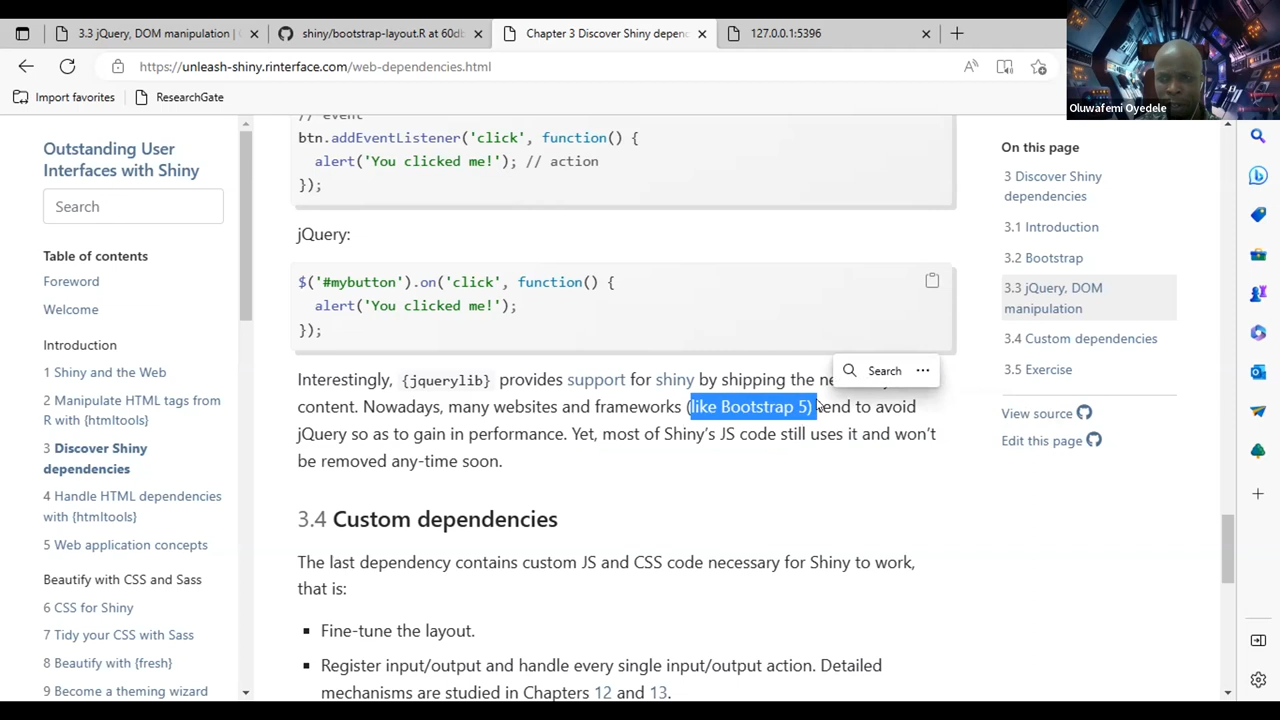 3.3 jQuery, DOM manipulation |
shiny/bootstrap-layout.R at 60db
Chapter 3 Discover Shiny depend
127.0.0.1:5396
https://unleash-shiny.rinterface.com/web-dependencies.html
Import favorites
ResearchGate
Oluwafemi Oyedele
Outstanding User
Interfaces with Shiny
Search
Table of contents
Foreword
Welcome
Introduction
1 Shiny and the Web
2 Manipulate HTML tags from
R with {htmltools}
3 Discover Shiny
dependencies
4 Handle HTML dependencies
with {htmltools}
5 Web application concepts
Beautify with CSS and Sass
6 CSS for Shiny
7 Tidy your CSS with Sass
8 Beautify with {fresh}
9 Become a theming wizard
// event
btn.addEventListener('click', function() {
alert('You clicked me!'); // action
});
jQuery:
$('#mybutton').on('click', function() {
alert('You clicked me!');
});
Search ···
Interestingly, {jquerylib} provides support for shiny by shipping the
content. Nowadays, many websites and frameworks (like Bootstrap 5) tend to avoid
jQuery so as to gain in performance. Yet, most of Shiny's JS code still uses it and won't
be removed any-time soon.
3.4 Custom dependencies
The last dependency contains custom JS and CSS code necessary for Shiny to work,
that is:
▪ Fine-tune the layout.
▪ Register input/output and handle every single input/output action. Detailed
mechanisms are studied in Chapters 12 and 13.
On this page
3 Discover Shiny
dependencies
3.1 Introduction
3.2 Bootstrap
3.3 jQuery, DOM
manipulation
3.4 Custom dependencies
3.5 Exercise
View source
Edit this page